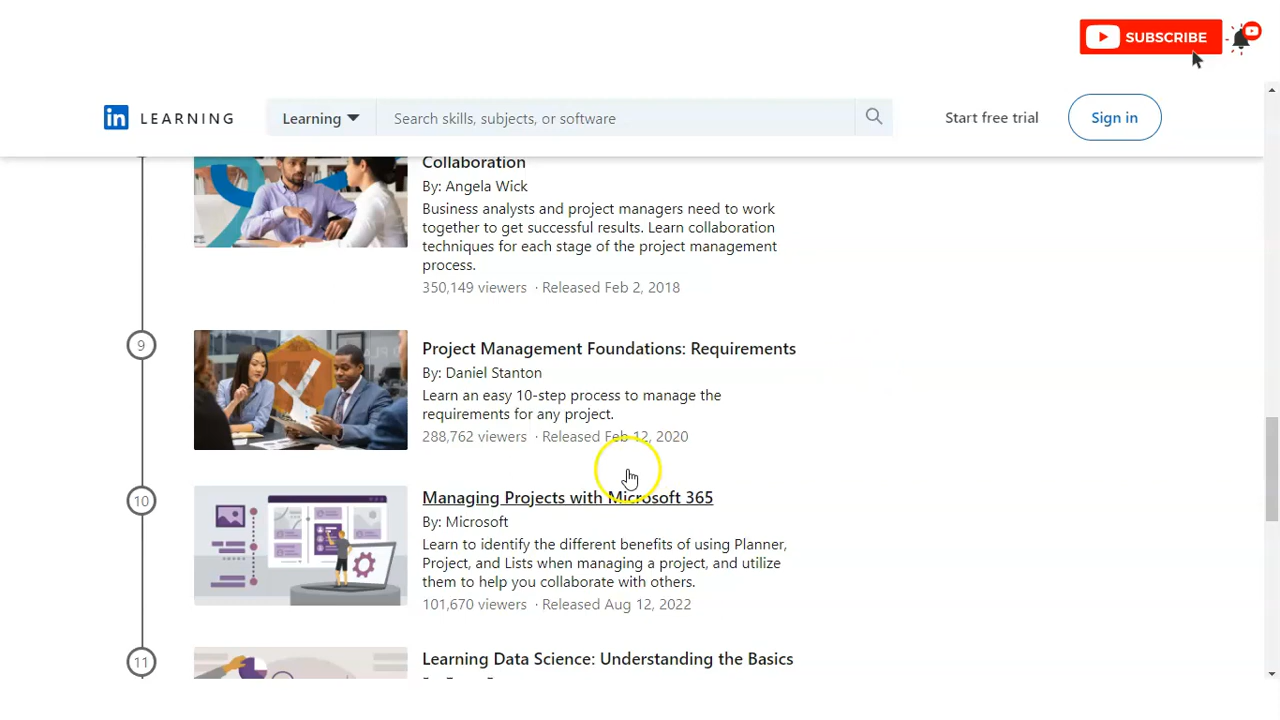 SUBSCRIBE
in LEARNING
Learning
Search skills, subjects, or software
Start free trial
Sign in
Collaboration
By: Angela Wick
Business analysts and project managers need to work
together to get successful results. Learn collaboration
techniques for each stage of the project management
process.
350,149 viewers · Released Feb 2, 2018
9
Project Management Foundations: Requirements
By: Daniel Stanton
Learn an easy 10-step process to manage the
requirements for any project.
288,762 viewers · Released Feb 12, 2020
10
Managing Projects with Microsoft 365
By: Microsoft
Learn to identify the different benefits of using Planner,
Project, and Lists when managing a project, and utilize
them to help you collaborate with others.
101,670 viewers · Released Aug 12, 2022
11
Learning Data Science: Understanding the Basics